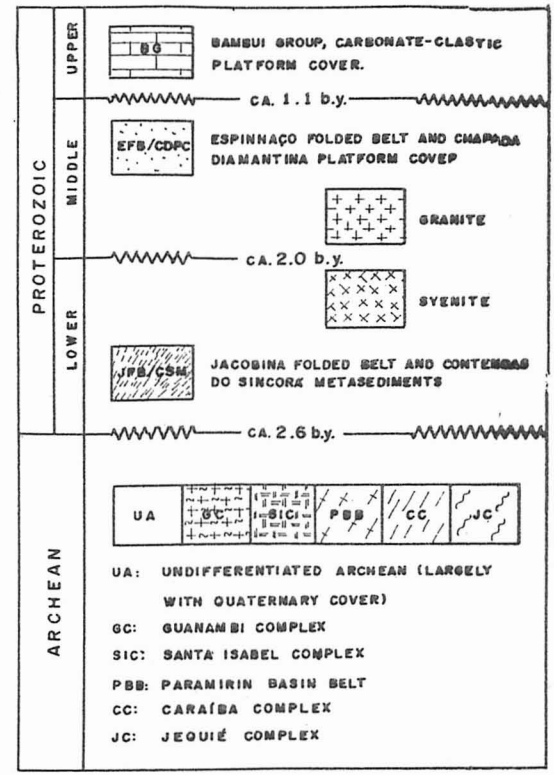 PROTEROZOIC
UPPER
BG
BAMBUI GROUP, CARBONATE-CLASTIC
PLATFORM COVER.
CA. 1.1 b.y.
MIDDLE
EFB/CDPC
ESPINHAÇO FOLDED BELT AND CHAPADA
DIAMANTINA PLATFORM COVER
GRANITE
CA. 2.0 b.y.
LOWER
SYENITE
JFB/CSM
JACOBINA FOLDED BELT AND CONTENDAS
DO SINCORÁ METASEDIMENTS
CA. 2.6 b.y.
ARCHEAN
UA GC SIC PBB CC JC
UA: UNDIFFERENTIATED ARCHEAN (LARGELY
WITH QUATERNARY COVER)
GC: GUANAMBI COMPLEX
SIC: SANTA ISABEL COMPLEX
PBB: PARAMIRIN BASIN BELT
CC: CARAÍBA COMPLEX
JC: JEQUIÉ COMPLEX